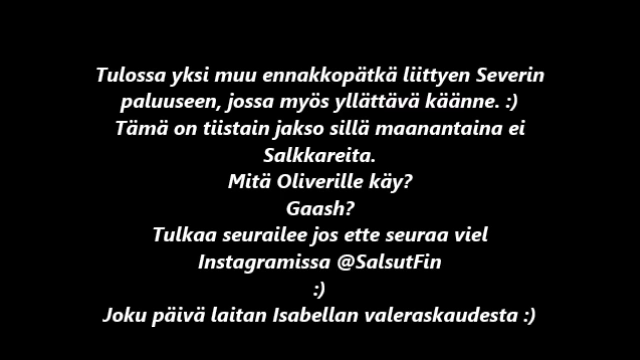 Tulossa yksi muu ennakkopätkä liittyen Severin
paluuseen, jossa myös yllättävä käänne. :)
Tämä on tiistain jakso sillä maanantaina ei
Salkkareita.
Mitä Oliverille käy?
Gaash?
Tulkaa seurailee jos ette seuraa viel
Instagramissa @SalsutFin
:)
Joku päivä laitan Isabellan valeraskaudesta :)